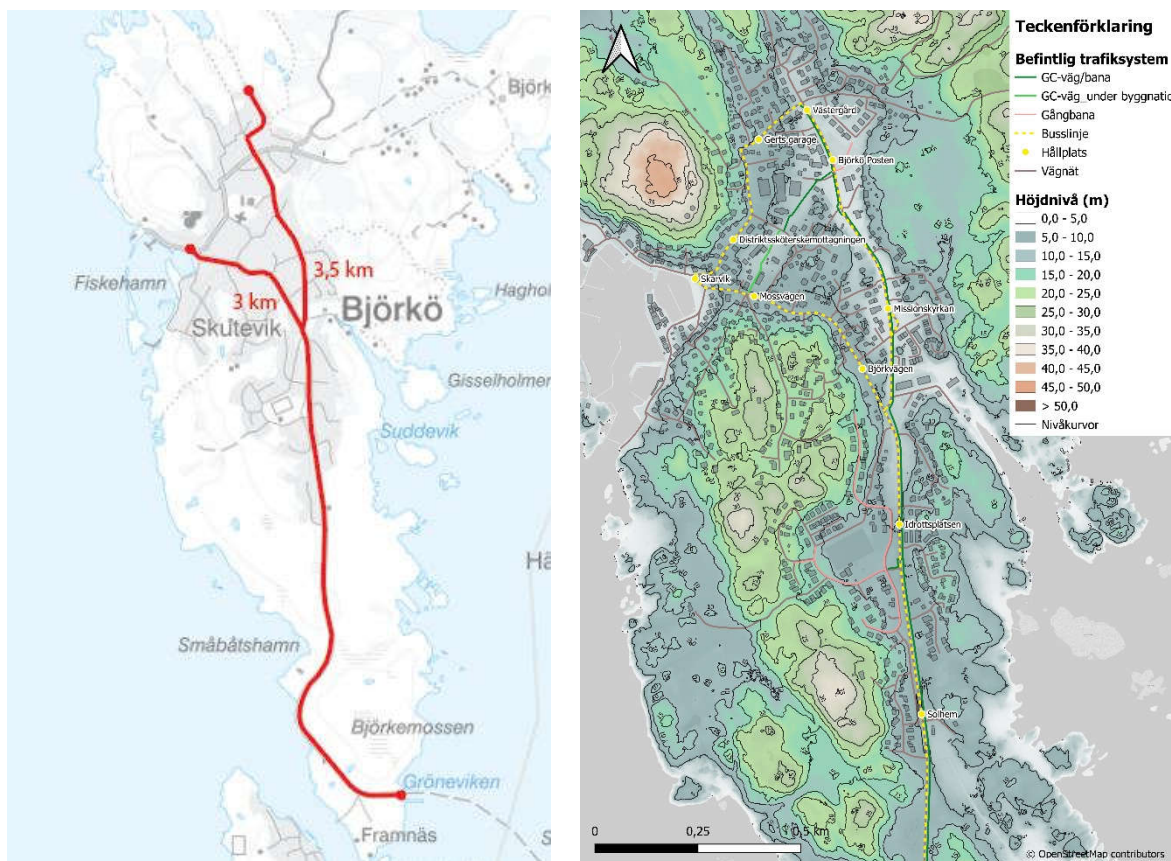 Björk
3,5 km
Fiskehamn
3 km
Skutevik
Björkö
Hagholm
Gisselholmer
Suddevik
Hä
Småbåtshamn
Björkemossen
Gröneviken
Framnäs
S
Västergård
Gerts garage
Björkö Posten
Distriktssköterskemottagningen
Skarvik
Mossvägen
Missionskyrkan
Björkvägen
Idrottsplatsen
Solhem
0 0,25 0,5 km
Teckenförklaring
Befintlig trafiksystem
GC-väg/bana
GC-väg_under byggnatio
Gångbana
Busslinje
Hållplats
Vägnät
Höjdnivå (m)
0,0 - 5,0
5,0 - 10,0
10,0 - 15,0
15,0 - 20,0
20,0 - 25,0
25,0 - 30,0
30,0 - 35,0
35,0 - 40,0
40,0 - 45,0
45,0 - 50,0
> 50,0
Nivåkurvor
© OpenStreetMap contributors